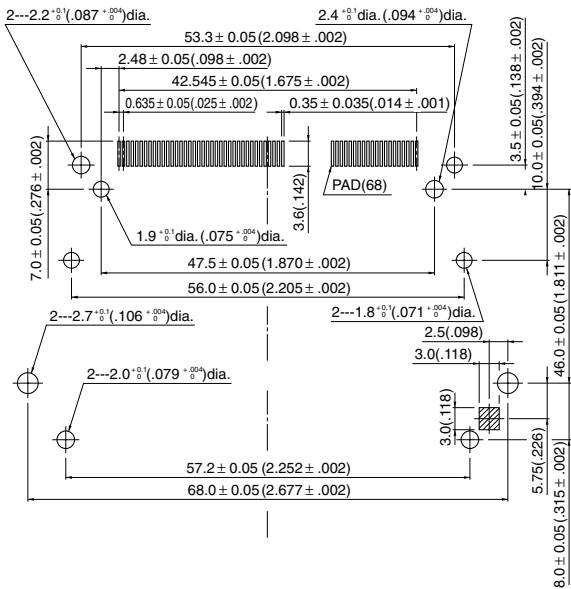 2---2.2 +0.1 0 (.087 +.004 0)dia.
2.4 +0.1 0 dia. (.094 +.004 0)dia.
53.3 ± 0.05 (2.098 ± .002)
2.48 ± 0.05 (.098 ± .002)
42.545 ± 0.05 (1.675 ± .002)
0.635 ± 0.05 (.025 ± .002)
0.35 ± 0.035 (.014 ± .001)
3.5 ± 0.05 (.138 ± .002)
10.0 ± 0.05 (.394 ± .002)
7.0 ± 0.05 (.276 ± .002)
3.6 (.142)
PAD(68)
1.9 +0.1 0 dia. (.075 +.004 0)dia.
47.5 ± 0.05 (1.870 ± .002)
56.0 ± 0.05 (2.205 ± .002)
46.0 ± 0.05 (1.811 ± .002)
2---2.7 +0.1 0 (.106 +.004 0)dia.
2---1.8 +0.1 0 (.071 +.004 0)dia.
2.5 (.098)
3.0 (.118)
2---2.0 +0.1 0 (.079 +.004 0)dia.
3.0 (.118)
57.2 ± 0.05 (2.252 ± .002)
68.0 ± 0.05 (2.677 ± .002)
5.75 (.226)
8.0 ± 0.05 (.315 ± .002)